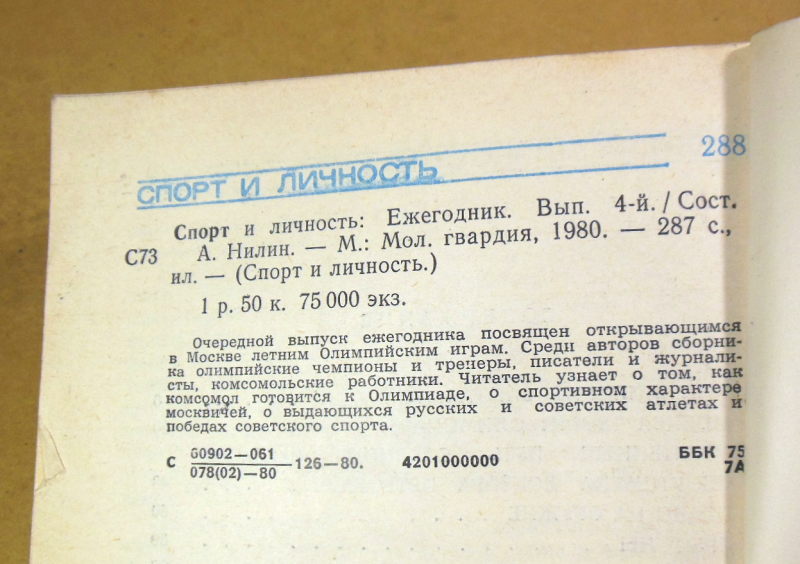 288
СПОРТ И ЛИЧНОСТЬ
Спорт и личность: Ежегодник. Вып. 4-й. / Сост.
С73 А. Нилин. — М.: Мол. гвардия, 1980. — 287 с.,
ил. — (Спорт и личность.)
1 р. 50 к. 75 000 экз.
Очередной выпуск ежегодника посвящен открывающимся
в Москве летним Олимпийским играм. Среди авторов сборни-
ка олимпийские чемпионы и тренеры, писатели и журнали-
сты, комсомольские работники. Читатель узнает о том, как
комсомол готовится к Олимпиаде, о спортивном характере
москвичей, о выдающихся русских и советских атлетах и
победах советского спорта.
С 60902—061
078(02)—80 —126—80. 4201000000
ББК 75
7А